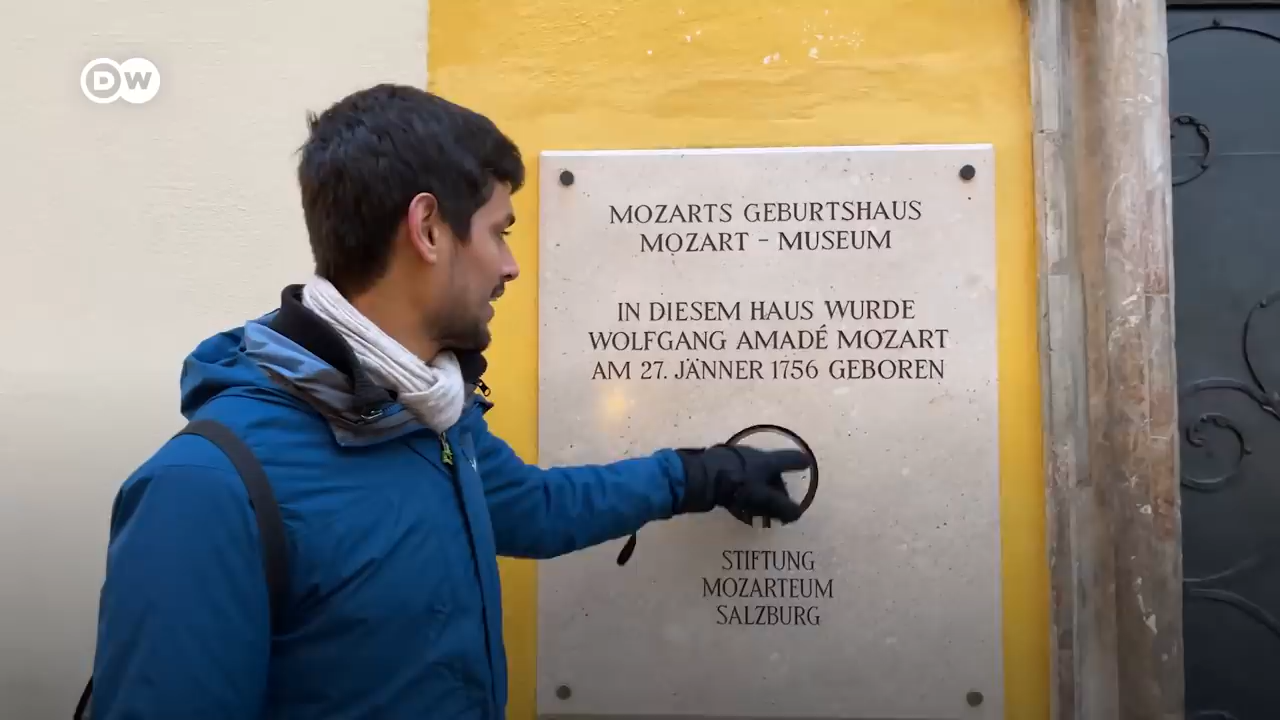 DW
MOZARTS GEBURTSHAUS
MOZART - MUSEUM
IN DIESEM HAUS WURDE
WOLFGANG AMADÉ MOZART
AM 27. JÄNNER 1756 GEBOREN
STIFTUNG
MOZARTEUM
SALZBURG